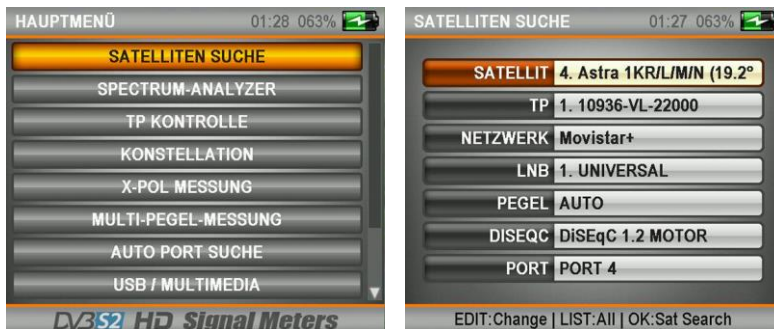 HAUPTMENÜ 01:28 063%
SATELLITEN SUCHE
SPECTRUM-ANALYZER
TP KONTROLLE
KONSTELLATION
X-POL MESSUNG
MULTI-PEGEL-MESSUNG
AUTO PORT SUCHE
USB / MULTIMEDIA
DVB S2 HD Signal Meters
SATELLITEN SUCHE 01:27 063%
SATELLIT 4. Astra 1KR/L/M/N (19.2º
TP 1. 10936-VL-22000
NETZWERK Movistar+
LNB 1. UNIVERSAL
PEGEL AUTO
DISEQC DiSEqC 1.2 MOTOR
PORT PORT 4
EDIT:Change | LIST:All | OK:Sat Search